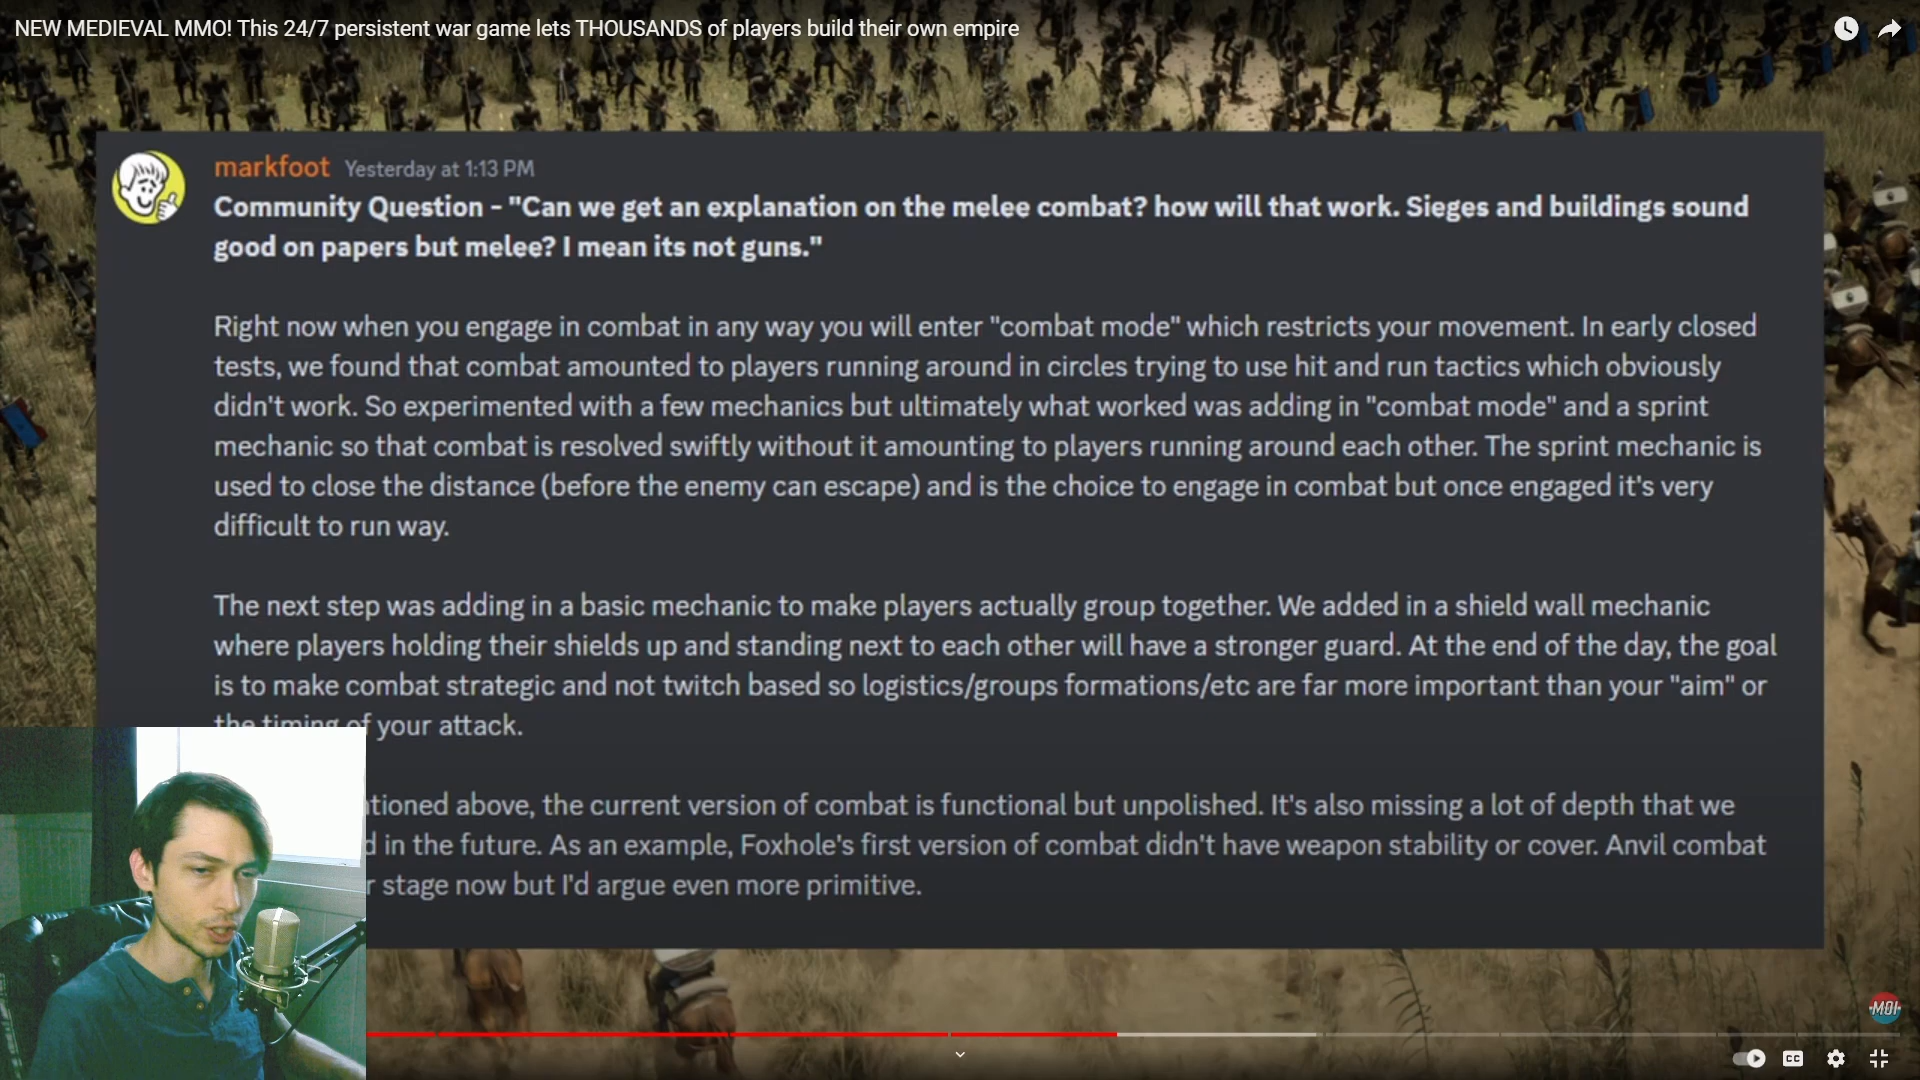 NEW MEDIEVAL MMO! This 24/7 persistent war game lets THOUSANDS of players build their own empire
markfoot Yesterday at 1:13 PM
Community Question - "Can we get an explanation on the melee combat? how will that work. Sieges and buildings sound
good on papers but melee? I mean its not guns."
Right now when you engage in combat in any way you will enter "combat mode" which restricts your movement. In early closed
tests, we found that combat amounted to players running around in circles trying to use hit and run tactics which obviously
didn't work. So experimented with a few mechanics but ultimately what worked was adding in "combat mode" and a sprint
mechanic so that combat is resolved swiftly without it amounting to players running around each other. The sprint mechanic is
used to close the distance (before the enemy can escape) and is the choice to engage in combat but once engaged it's very
difficult to run way.
The next step was adding in a basic mechanic to make players actually group together. We added in a shield wall mechanic
where players holding their shields up and standing next to each other will have a stronger guard. At the end of the day, the goal
is to make combat strategic and not twitch based so logistics/groups formations/etc are far more important than your "aim" or
the timing of your attack.
tioned above, the current version of combat is functional but unpolished. It's also missing a lot of depth that we
d in the future. As an example, Foxhole's first version of combat didn't have weapon stability or cover. Anvil combat
r stage now but I'd argue even more primitive.
MOI
CC